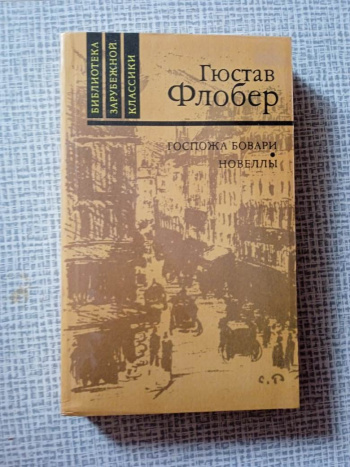 БИБЛИОТЕКА
ЗАРУБЕЖНОЙ
КЛАССИКИ
Гюстав
Флобер
ГОСПОЖА БОВАРИ
НОВЕЛЛЫ